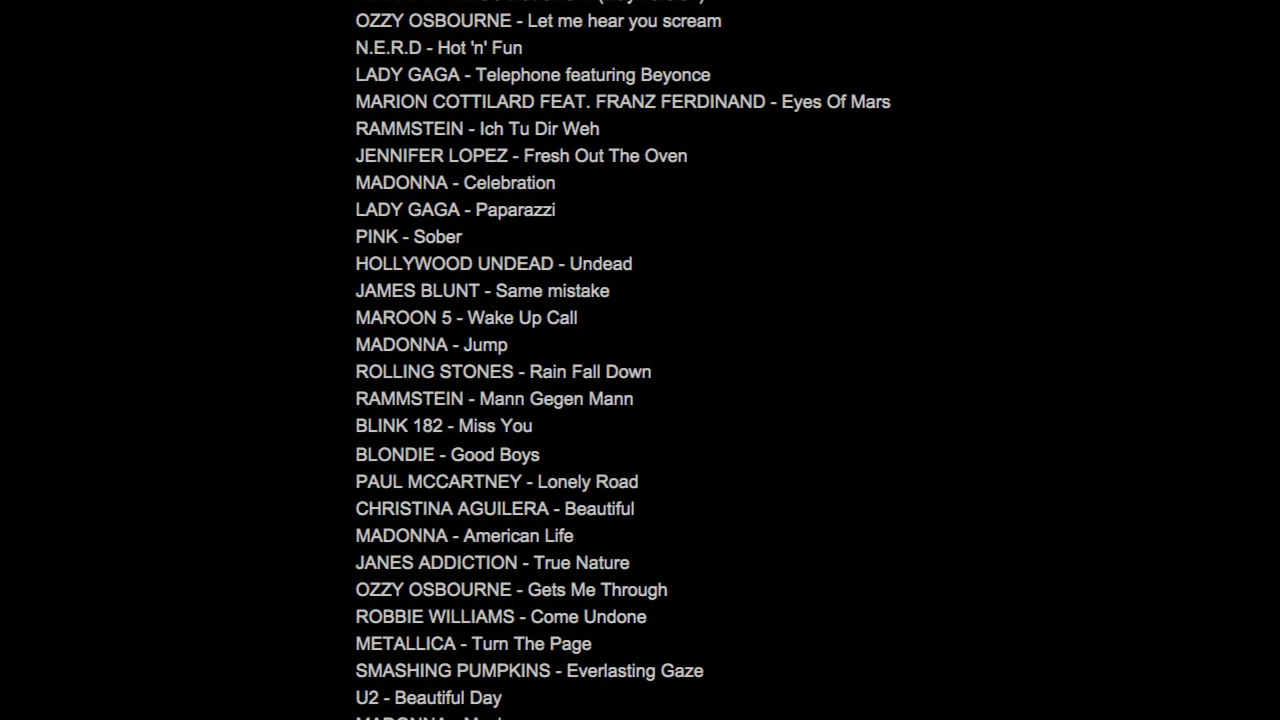 OZZY OSBOURNE - Let me hear you scream
N.E.R.D - Hot 'n' Fun
LADY GAGA - Telephone featuring Beyonce
MARION COTTILARD FEAT. FRANZ FERDINAND - Eyes Of Mars
RAMMSTEIN - Ich Tu Dir Weh
JENNIFER LOPEZ - Fresh Out The Oven
MADONNA - Celebration
LADY GAGA - Paparazzi
PINK - Sober
HOLLYWOOD UNDEAD - Undead
JAMES BLUNT - Same mistake
MAROON 5 - Wake Up Call
MADONNA - Jump
ROLLING STONES - Rain Fall Down
RAMMSTEIN - Mann Gegen Mann
BLINK 182 - Miss You
BLONDIE - Good Boys
PAUL MCCARTNEY - Lonely Road
CHRISTINA AGUILERA - Beautiful
MADONNA - American Life
JANES ADDICTION - True Nature
OZZY OSBOURNE - Gets Me Through
ROBBIE WILLIAMS - Come Undone
METALLICA - Turn The Page
SMASHING PUMPKINS - Everlasting Gaze
U2 - Beautiful Day
MADONNA -